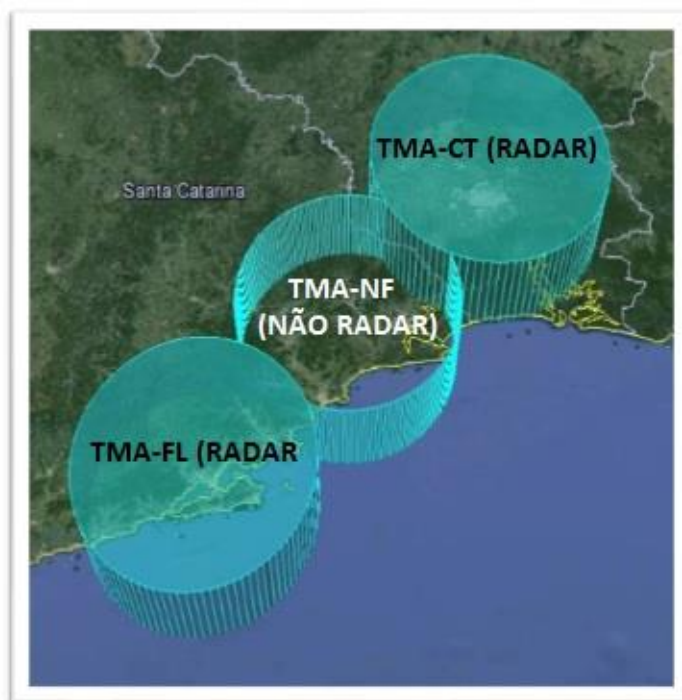 TMA-CT (RADAR)
Santa Catarina
TMA-NF
(NÃO RADAR)
TMA-FL (RADAR